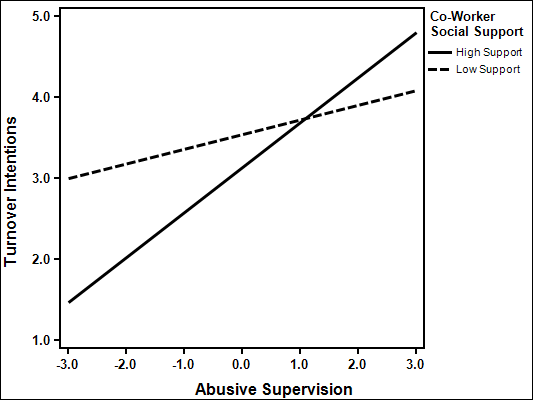 Co-Worker
Social Support
High Support
Low Support
Turnover Intentions
5.0
4.0
3.0
2.0
1.0
-3.0 -2.0 -1.0 0.0 1.0 2.0 3.0
Abusive Supervision